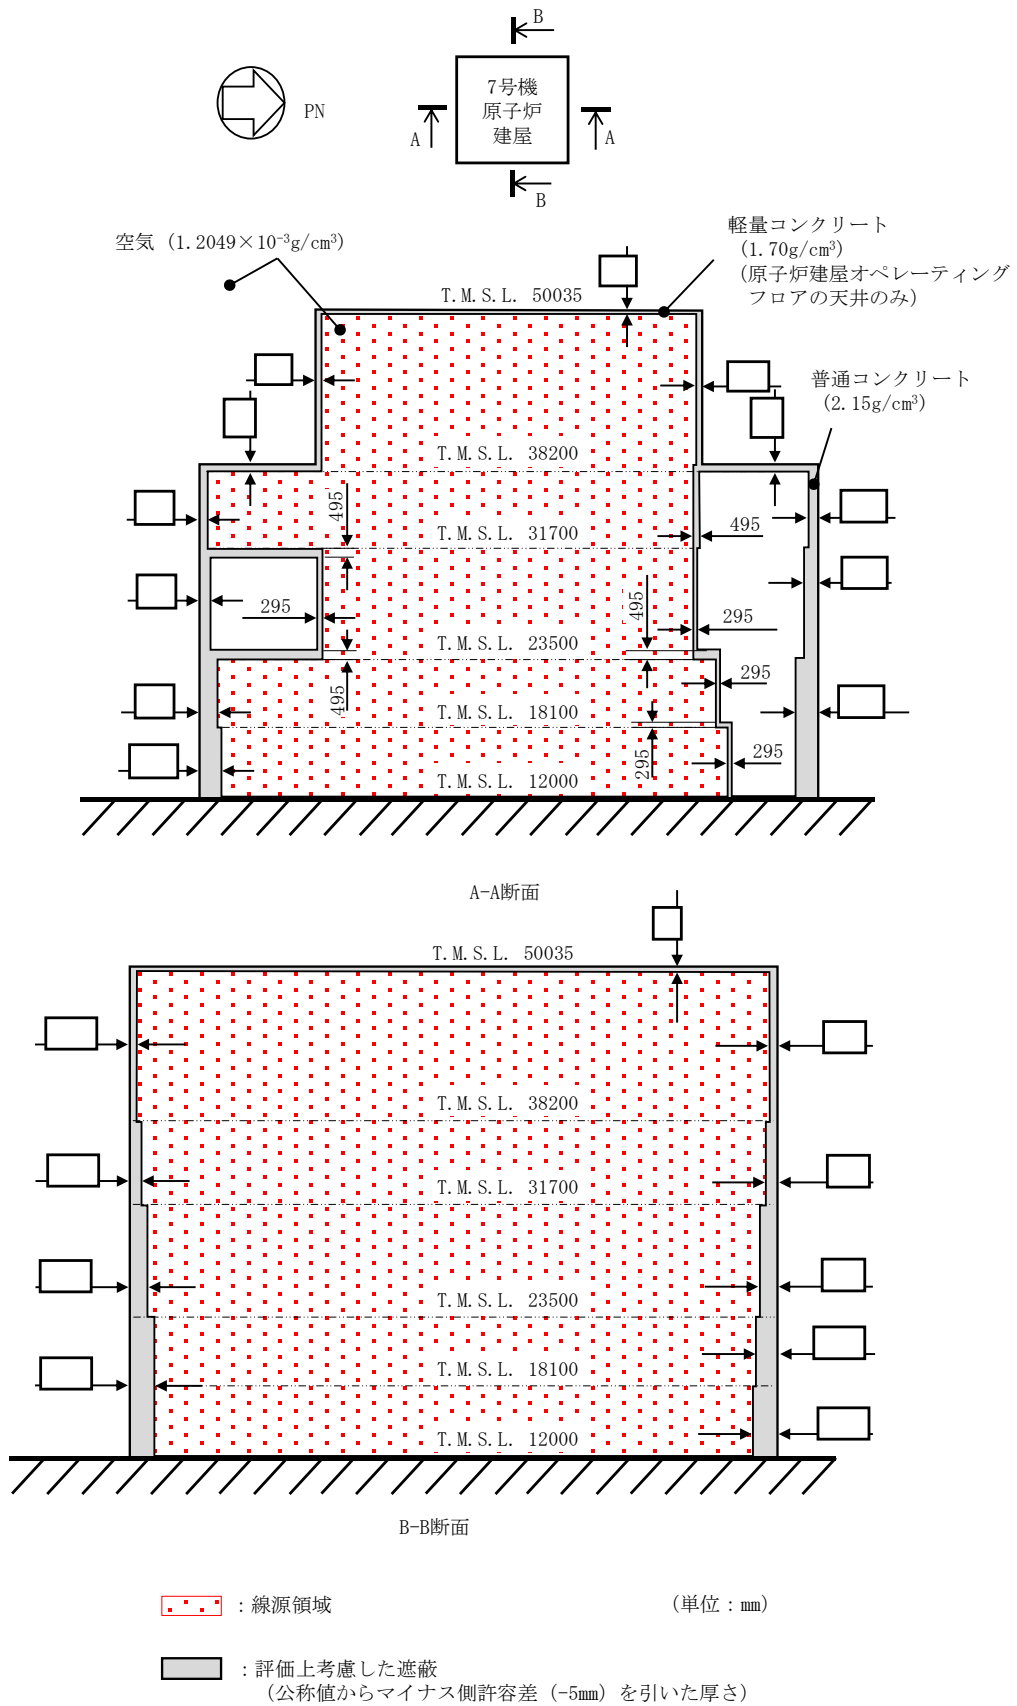 B
7号機
原子炉
建屋
PN
A
A
B
空気 (1.2049×10⁻³g/cm³)
軽量コンクリート
(1.70g/cm³)
(原子炉建屋オペレーティング
フロアの天井のみ)
T.M.S.L. 50035
普通コンクリート
(2.15g/cm³)
T.M.S.L. 38200
495
T.M.S.L. 31700
495
295
495
295
T.M.S.L. 23500
295
495
T.M.S.L. 18100
295
295
T.M.S.L. 12000
A-A断面
T.M.S.L. 50035
T.M.S.L. 38200
T.M.S.L. 31700
T.M.S.L. 23500
T.M.S.L. 18100
T.M.S.L. 12000
B-B断面
：線源領域
(単位：mm)
：評価上考慮した遮蔽
(公称値からマイナス側許容差 (-5mm) を引いた厚さ)